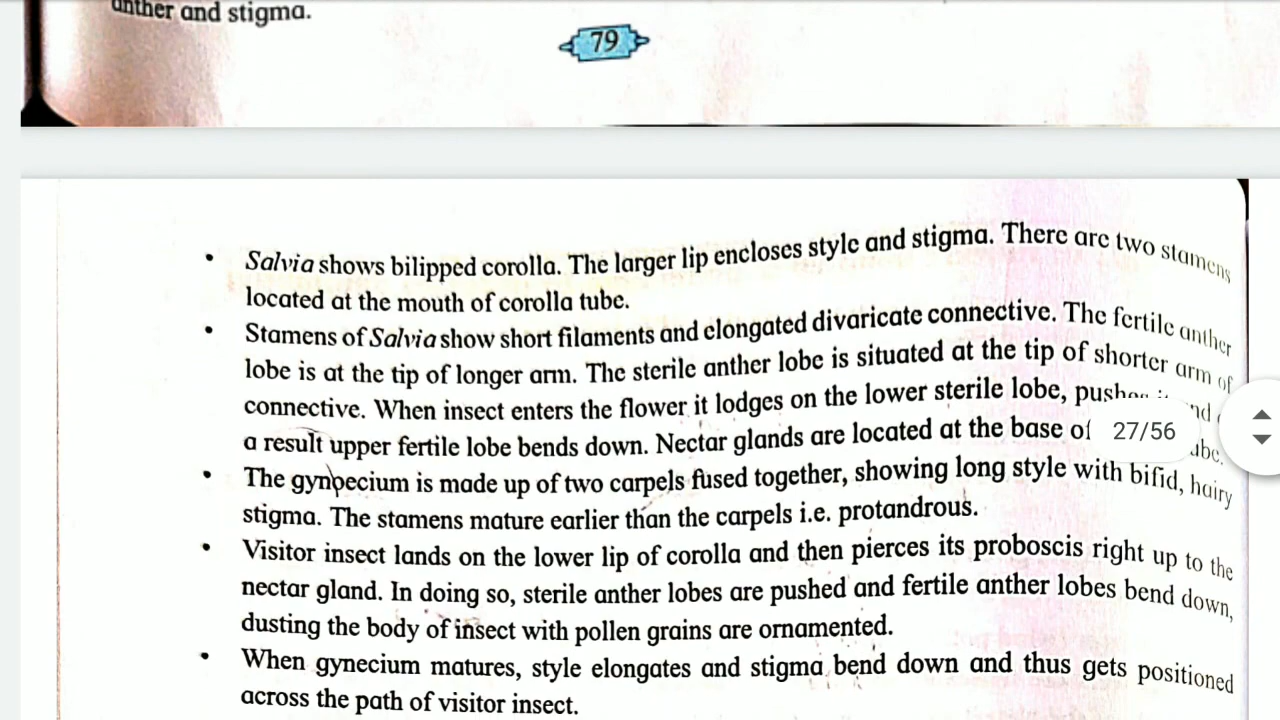 anther and stigma.
79
• Salvia shows bilipped corolla. The larger lip encloses style and stigma. There are two stamens
located at the mouth of corolla tube.
• Stamens of Salvia show short filaments and elongated divaricate connective. The fertile anther
lobe is at the tip of longer arm. The sterile anther lobe is situated at the tip of shorter arm of
connective. When insect enters the flower it lodges on the lower sterile lobe, pushes
a result upper fertile lobe bends down. Nectar glands are located at the base of
27/56
• The gynoecium is made up of two carpels fused together, showing long style with bifid, hairy
stigma. The stamens mature earlier than the carpels i.e. protandrous.
• Visitor insect lands on the lower lip of corolla and then pierces its proboscis right up to the
nectar gland. In doing so, sterile anther lobes are pushed and fertile anther lobes bend down,
dusting the body of insect with pollen grains are ornamented.
• When gynecium matures, style elongates and stigma bend down and thus gets positioned
across the path of visitor insect.